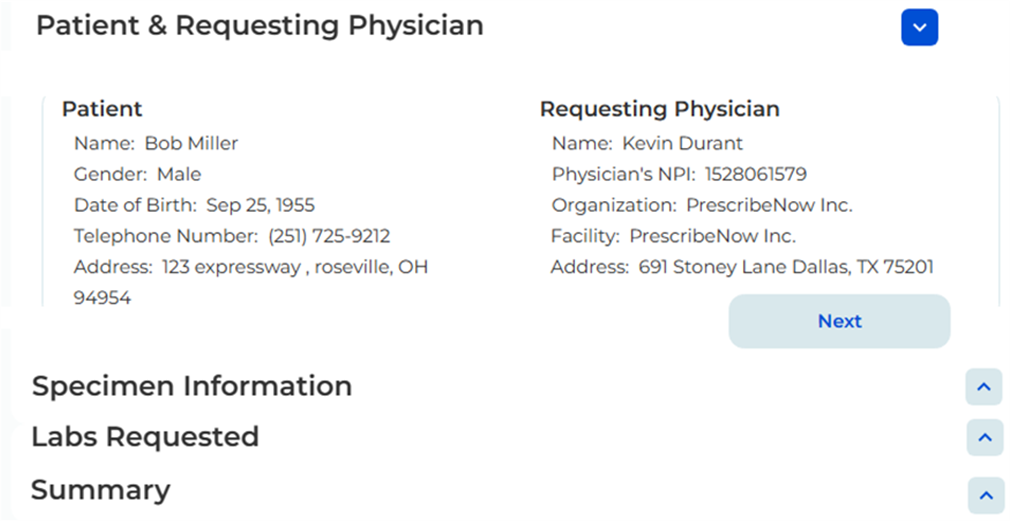 Patient & Requesting Physician
Patient
Name: Bob Miller
Gender: Male
Date of Birth: Sep 25, 1955
Telephone Number: (251) 725-9212
Address: 123 expressway , roseville, OH
94954
Requesting Physician
Name: Kevin Durant
Physician's NPI: 1528061579
Organization: PrescribeNow Inc.
Facility: PrescribeNow Inc.
Address: 691 Stoney Lane Dallas, TX 75201
Next
Specimen Information
Labs Requested
Summary